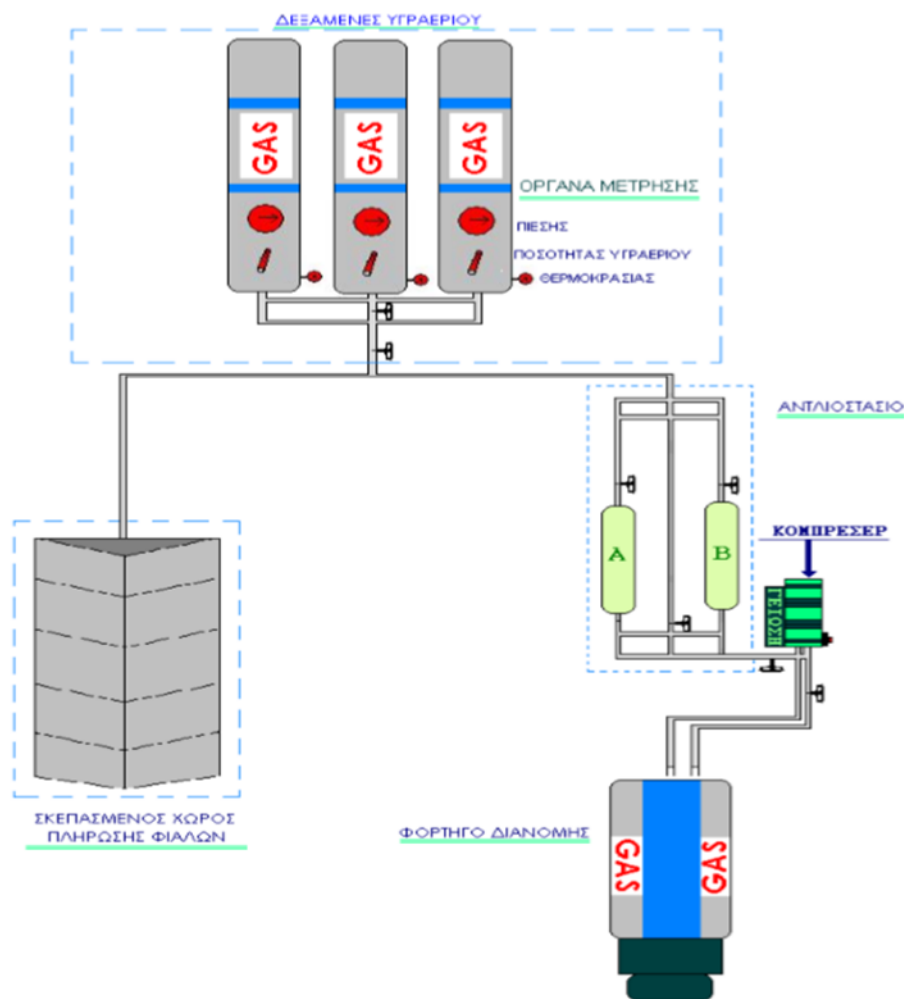 ΔΕΞΑΜΕΝΕΣ ΥΓΡΑΕΡΙΟΥ
GAS
GAS
GAS
ΟΡΓΑΝΑ ΜΕΤΡΗΣΗΣ
ΠΙΕΣΗΣ
ΠΟΣΟΤΗΤΑΣ ΥΓΡΑΕΡΙΟΥ
ΘΕΡΜΟΚΡΑΣΙΑΣ
ΑΝΤΛΙΟΣΤΑΣΙΟ
ΚΟΜΠΡΕΣΕΡ
A
B
ΓΕΙΩΣΗ
ΣΚΕΠΑΣΜΕΝΟΣ ΧΩΡΟΣ
ΠΛΗΡΩΣΗΣ ΦΙΑΛΩΝ
ΦΟΡΤΗΓΟ ΔΙΑΝΟΜΗΣ
GAS
GAS